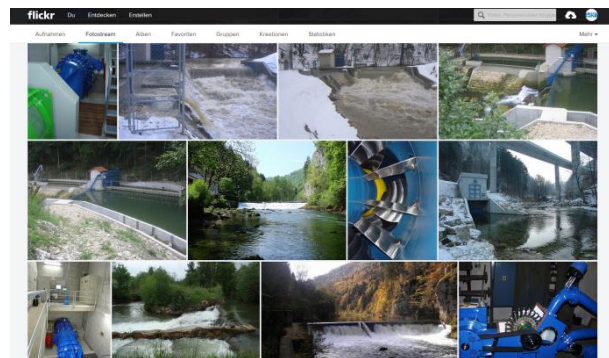 flickr Du Entdecken Erstellen
Aufnahmen Fotostream Alben Favoriten Gruppen Kreationen Statistiken Mehr